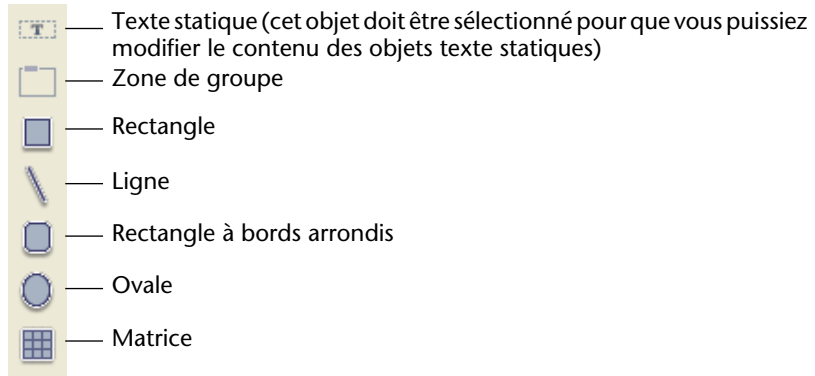 T
Texte statique (cet objet doit être sélectionné pour que vous puissiez
modifier le contenu des objets texte statiques)
Zone de groupe
Rectangle
Ligne
Rectangle à bords arrondis
Ovale
Matrice